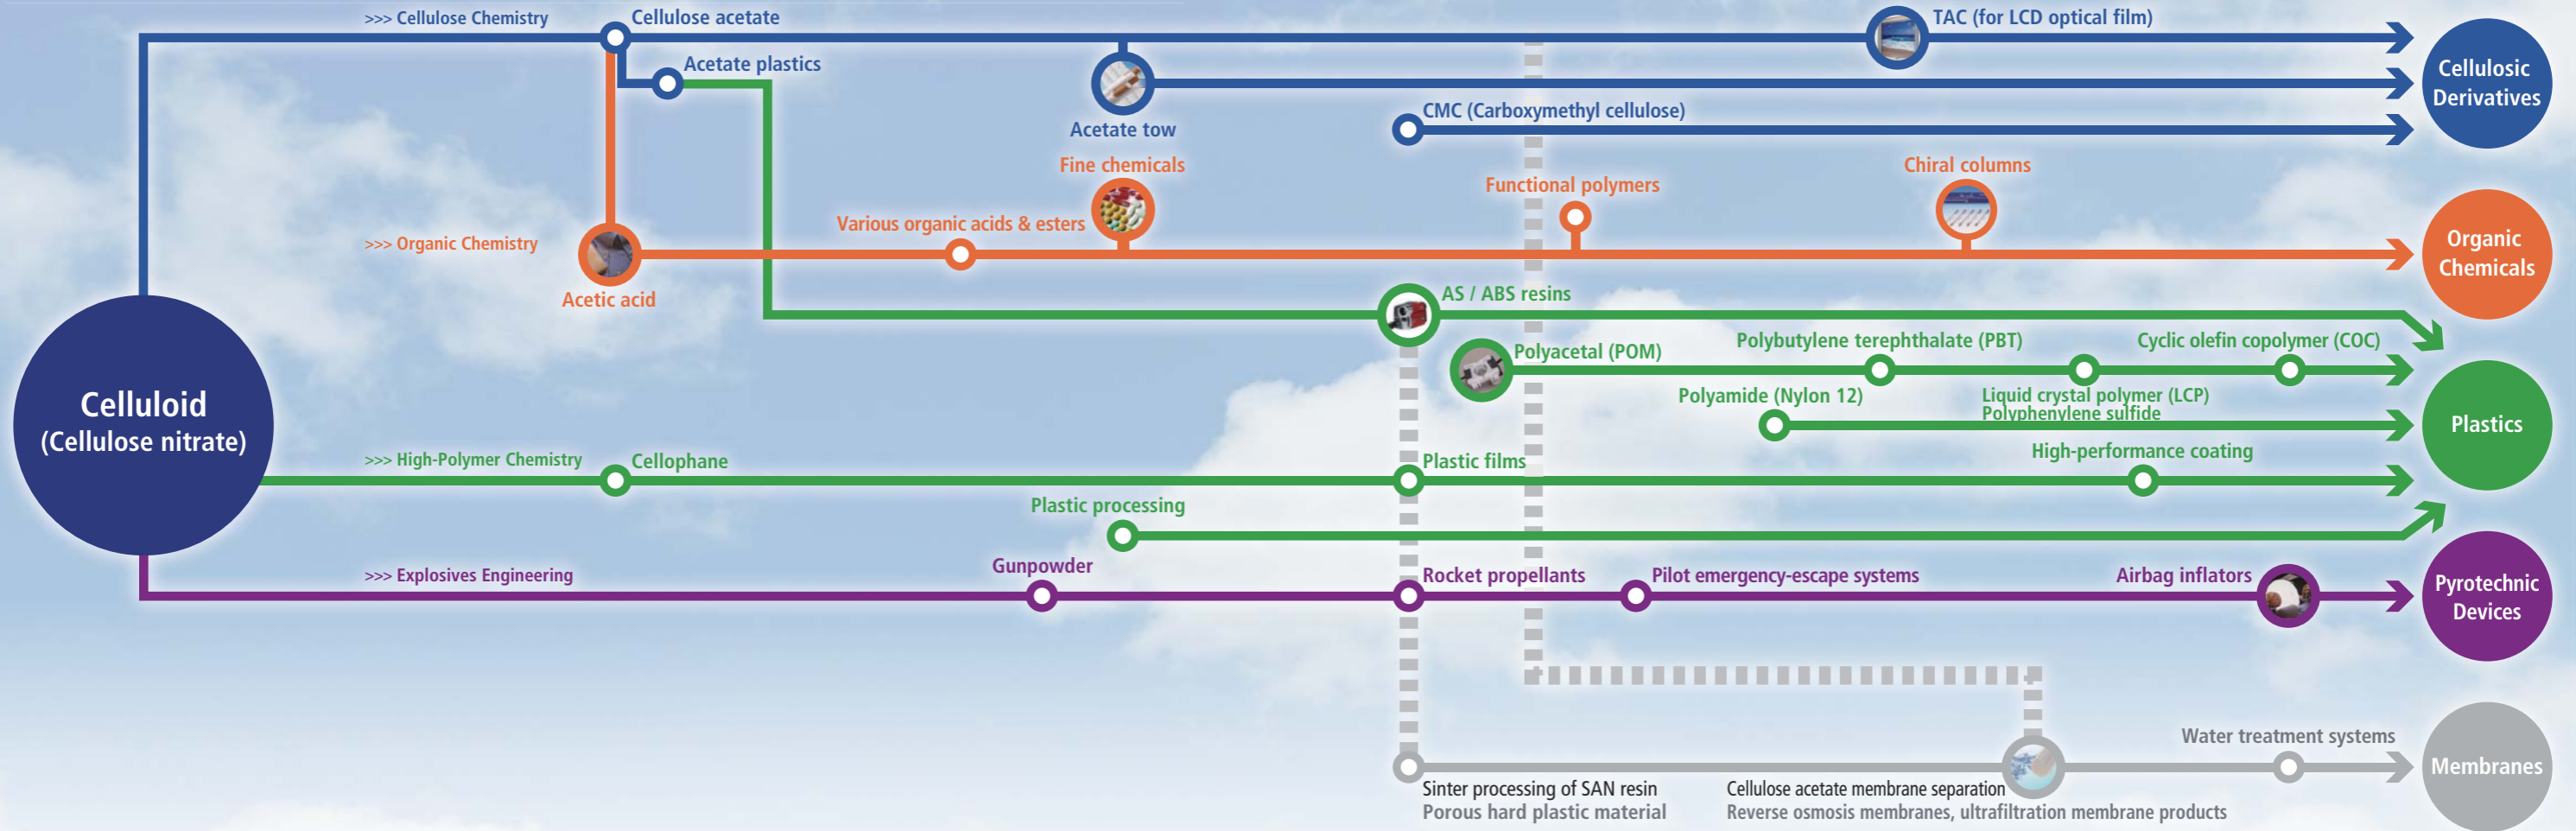 >>> Cellulose Chemistry
Cellulose acetate
TAC (for LCD optical film)
Acetate plastics
Cellulosic
Derivatives
CMC (Carboxymethyl cellulose)
Acetate tow
Fine chemicals
Chiral columns
Functional polymers
Various organic acids & esters
>>> Organic Chemistry
Organic
Chemicals
Acetic acid
AS / ABS resins
Polyacetal (POM)
Polybutylene terephthalate (PBT)
Cyclic olefin copolymer (COC)
Polyamide (Nylon 12)
Liquid crystal polymer (LCP)
Polyphenylene sulfide
Celluloid
(Cellulose nitrate)
Plastics
>>> High-Polymer Chemistry
Cellophane
Plastic films
High-performance coating
Plastic processing
>>> Explosives Engineering
Gunpowder
Rocket propellants
Pilot emergency-escape systems
Airbag inflators
Pyrotechnic
Devices
Water treatment systems
Membranes
Sinter processing of SAN resin
Porous hard plastic material
Cellulose acetate membrane separation
Reverse osmosis membranes, ultrafiltration membrane products